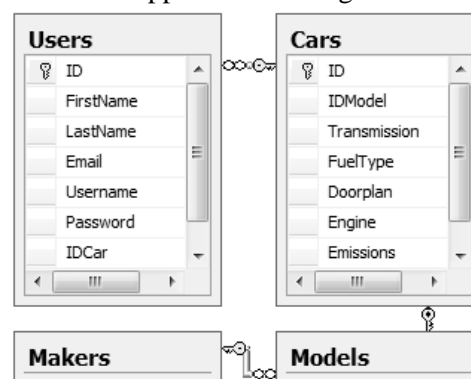 Users
ID
FirstName
LastName
Email
Username
Password
IDCar
Cars
ID
IDModel
Transmission
FuelType
Doorplan
Engine
Emissions
Makers
Models